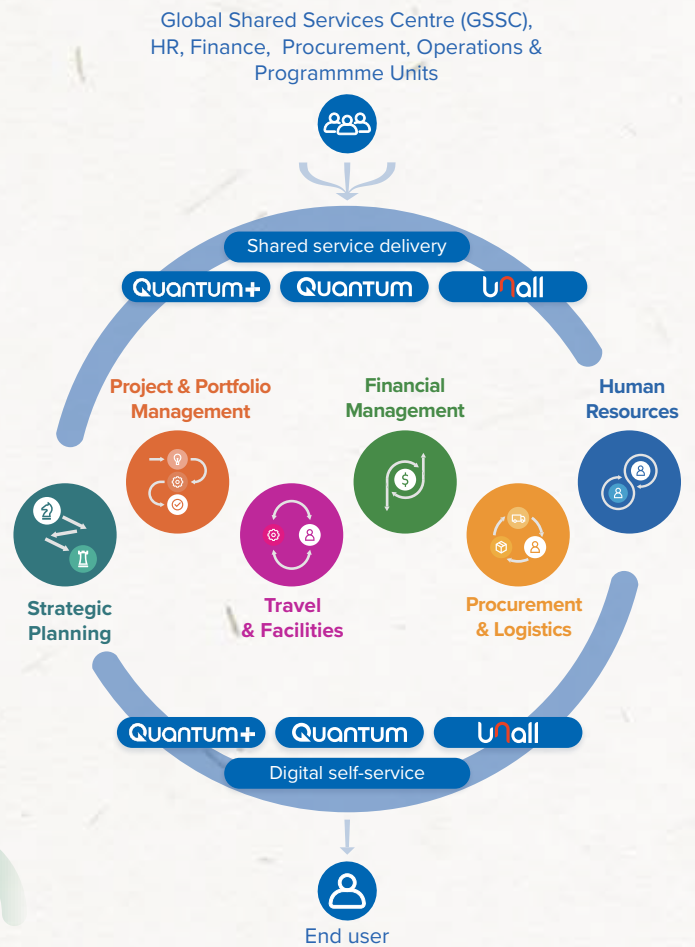 Global Shared Services Centre (GSSC),
HR, Finance, Procurement, Operations &
Programmme Units
Shared service delivery
Quantum+ Quantum unall
Project & Portfolio
Management
Financial
Management
Human
Resources
$
Strategic
Planning
Travel
& Facilities
Procurement
& Logistics
Quantum+ Quantum unall
Digital self-service
End user